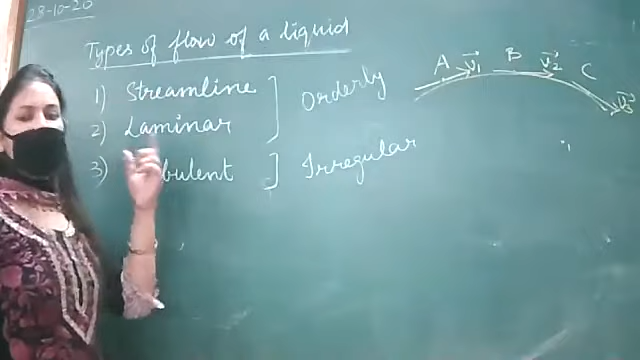 28-10-20
Types of flow of a liquid
1) Streamline ] Orderly
2) Laminar
3) bulent ] Irregular
A v⃗1 B v⃗2 C v⃗3